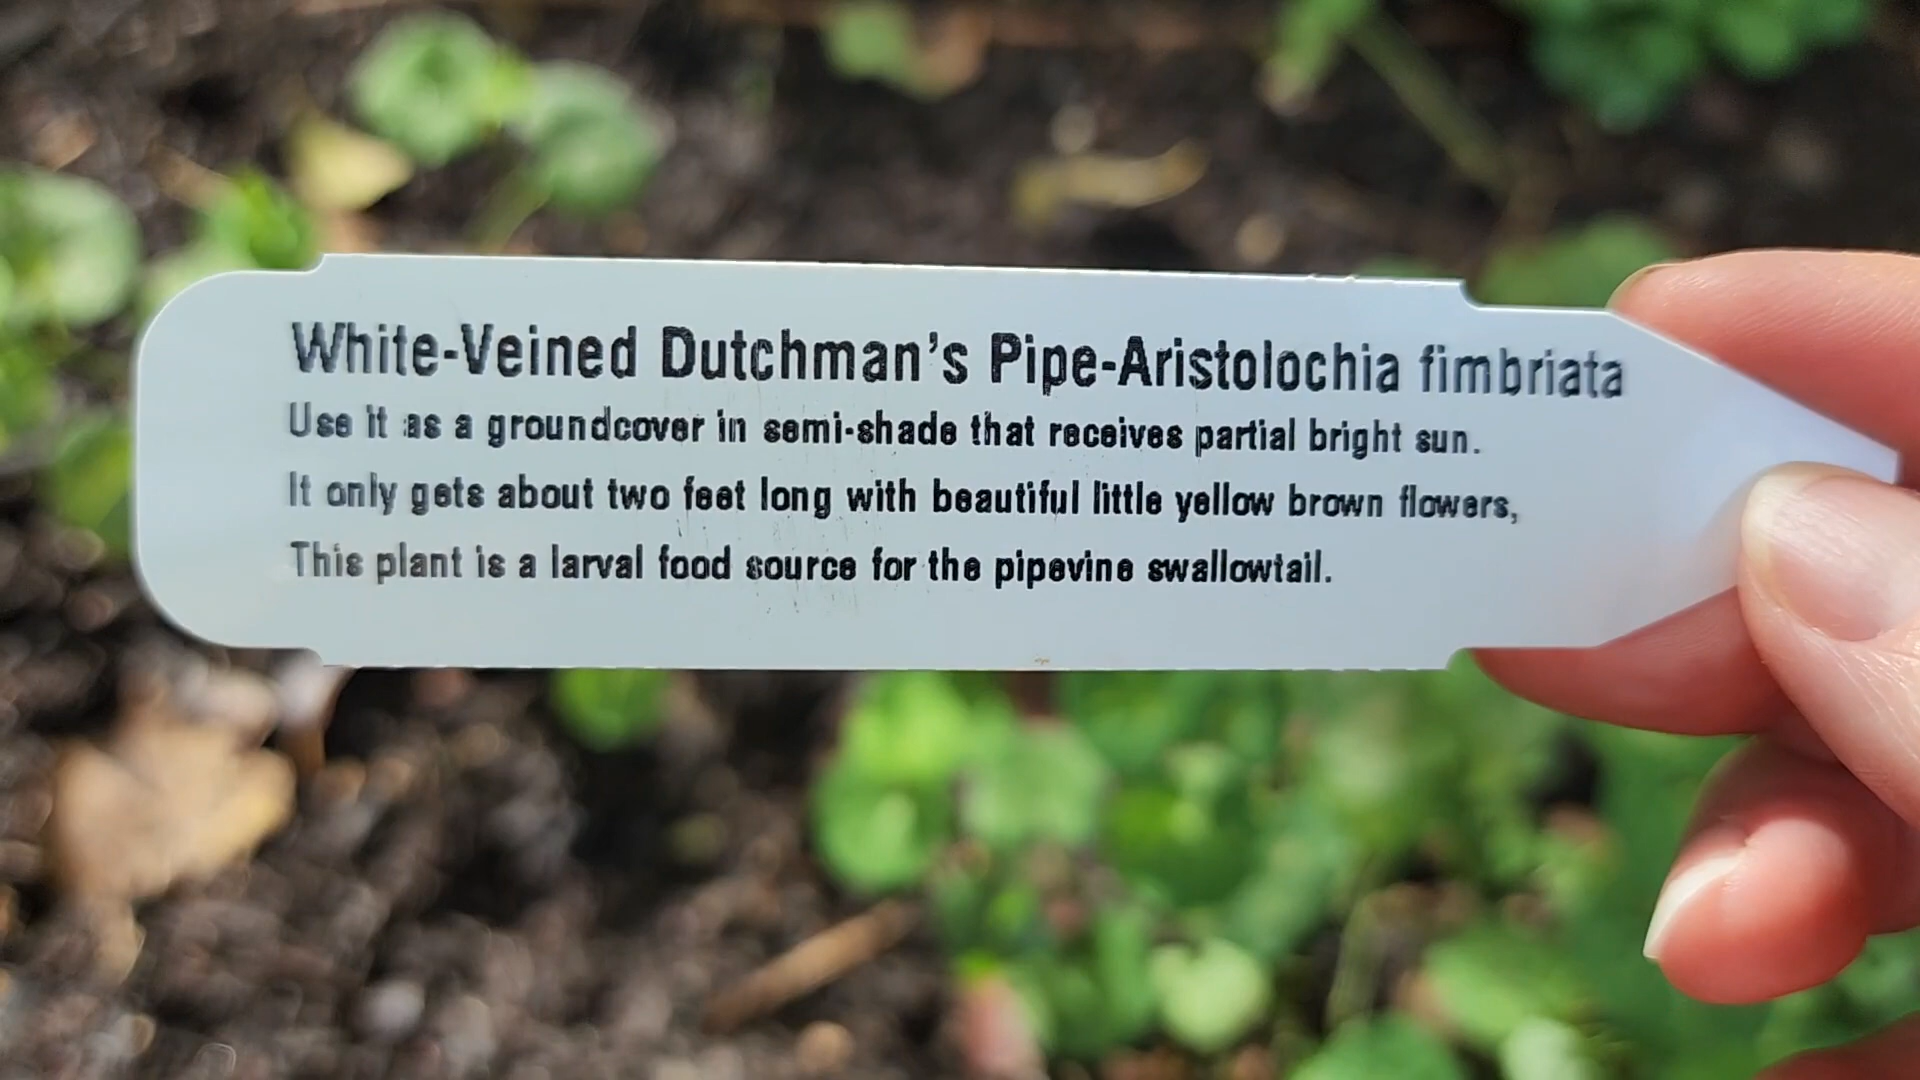 White-Veined Dutchman's Pipe-Aristolochia fimbriata
Use it as a groundcover in semi-shade that receives partial bright sun.
It only gets about two feet long with beautiful little yellow brown flowers,
This plant is a larval food source for the pipevine swallowtail.